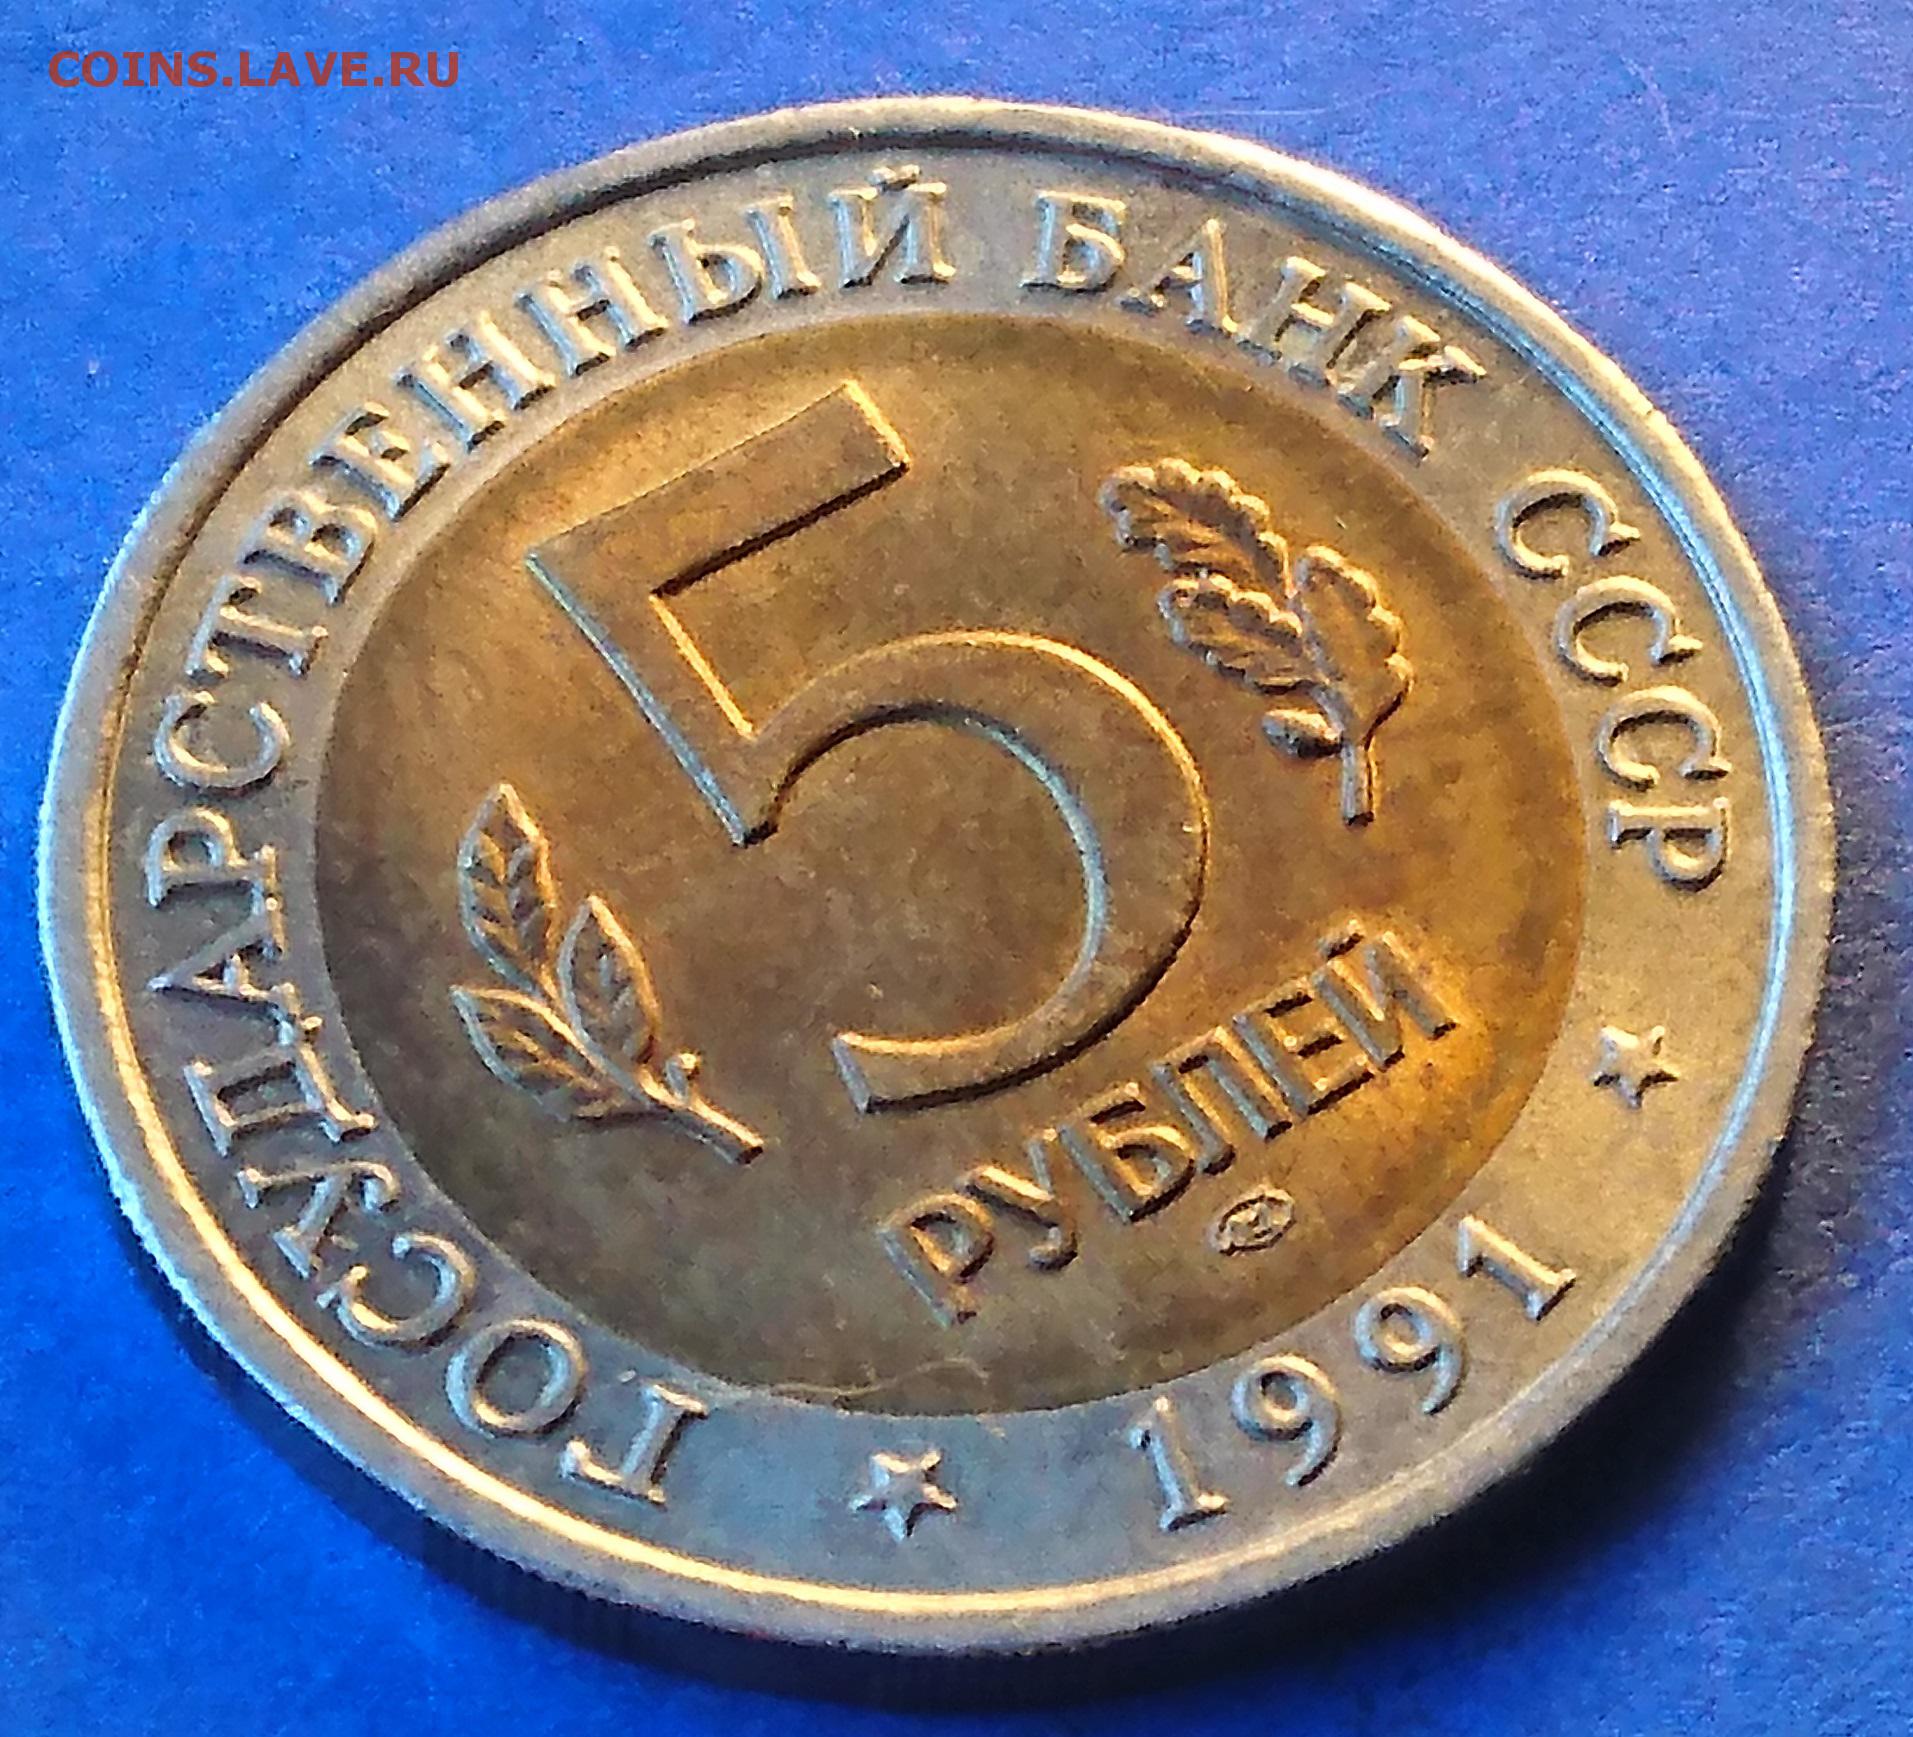 COINS.LAVE.RU
ГОСУДАРСТВЕННЫЙ БАНК СССР
5
РУБЛЕЙ
1991